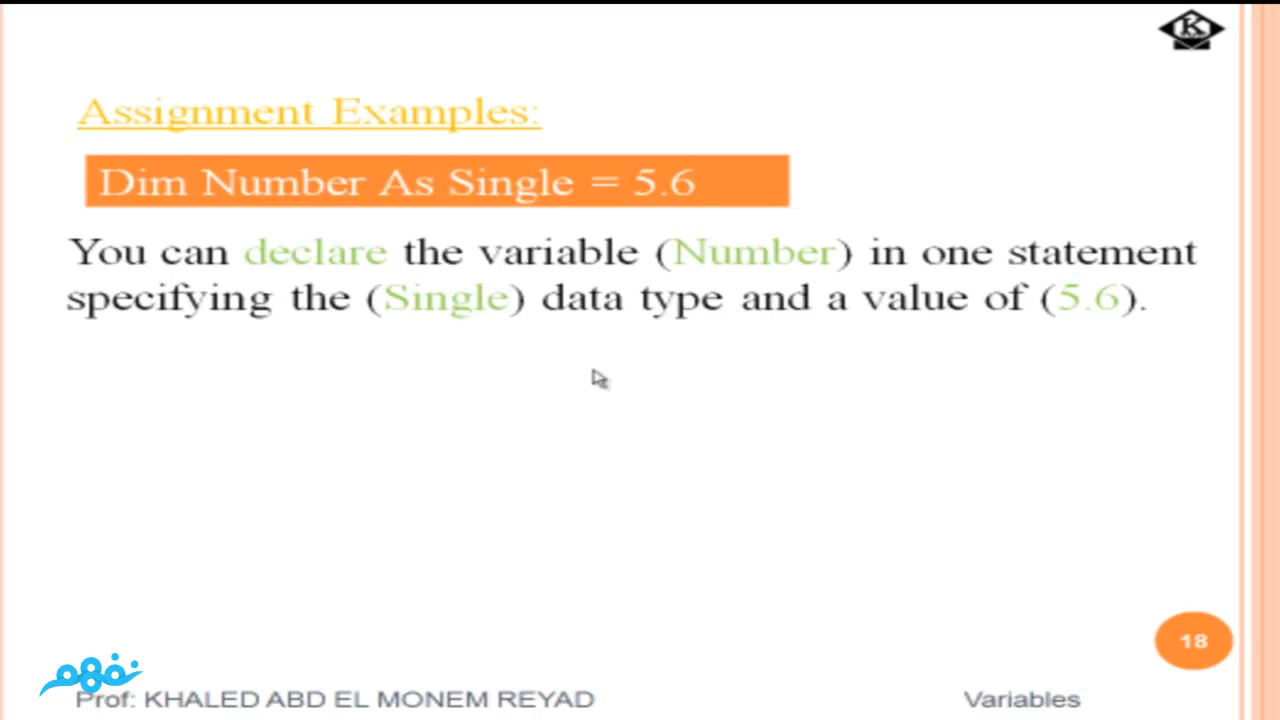 K
Assignment Examples:
Dim Number As Single = 5.6
You can declare the variable (Number) in one statement
specifying the (Single) data type and a value of (5.6).
18
نفهم
Prof: KHALED ABD EL MONEM REYAD
Variables